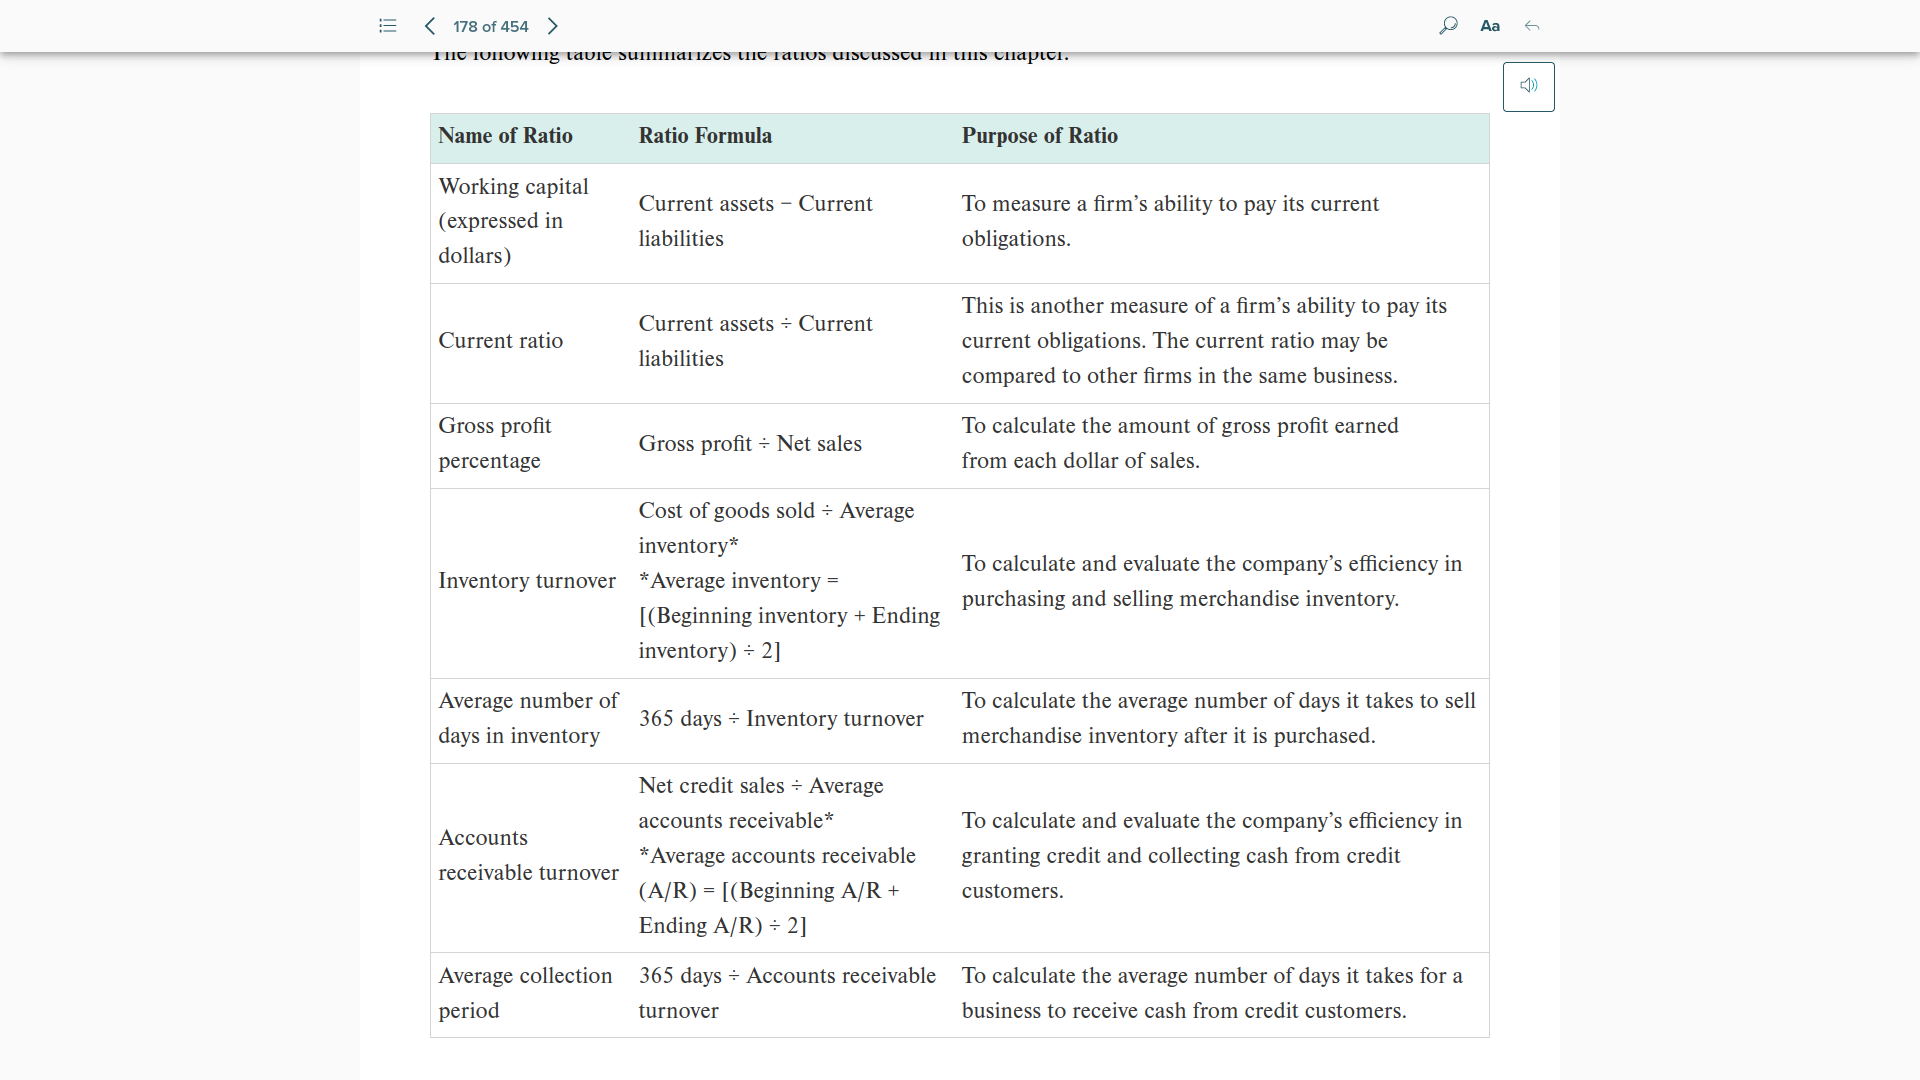 178 of 454
Aa
The following table summarizes the ratios discussed in this chapter.
Name of Ratio
Ratio Formula
Purpose of Ratio
Working capital
(expressed in
dollars)
Current assets − Current
liabilities
To measure a firm’s ability to pay its current
obligations.
Current ratio
Current assets ÷ Current
liabilities
This is another measure of a firm’s ability to pay its
current obligations. The current ratio may be
compared to other firms in the same business.
Gross profit
percentage
Gross profit ÷ Net sales
To calculate the amount of gross profit earned
from each dollar of sales.
Inventory turnover
Cost of goods sold ÷ Average
inventory*
*Average inventory =
[(Beginning inventory + Ending
inventory) ÷ 2]
To calculate and evaluate the company’s efficiency in
purchasing and selling merchandise inventory.
Average number of
days in inventory
365 days ÷ Inventory turnover
To calculate the average number of days it takes to sell
merchandise inventory after it is purchased.
Accounts
receivable turnover
Net credit sales ÷ Average
accounts receivable*
*Average accounts receivable
(A/R) = [(Beginning A/R +
Ending A/R) ÷ 2]
To calculate and evaluate the company’s efficiency in
granting credit and collecting cash from credit
customers.
Average collection
period
365 days ÷ Accounts receivable
turnover
To calculate the average number of days it takes for a
business to receive cash from credit customers.